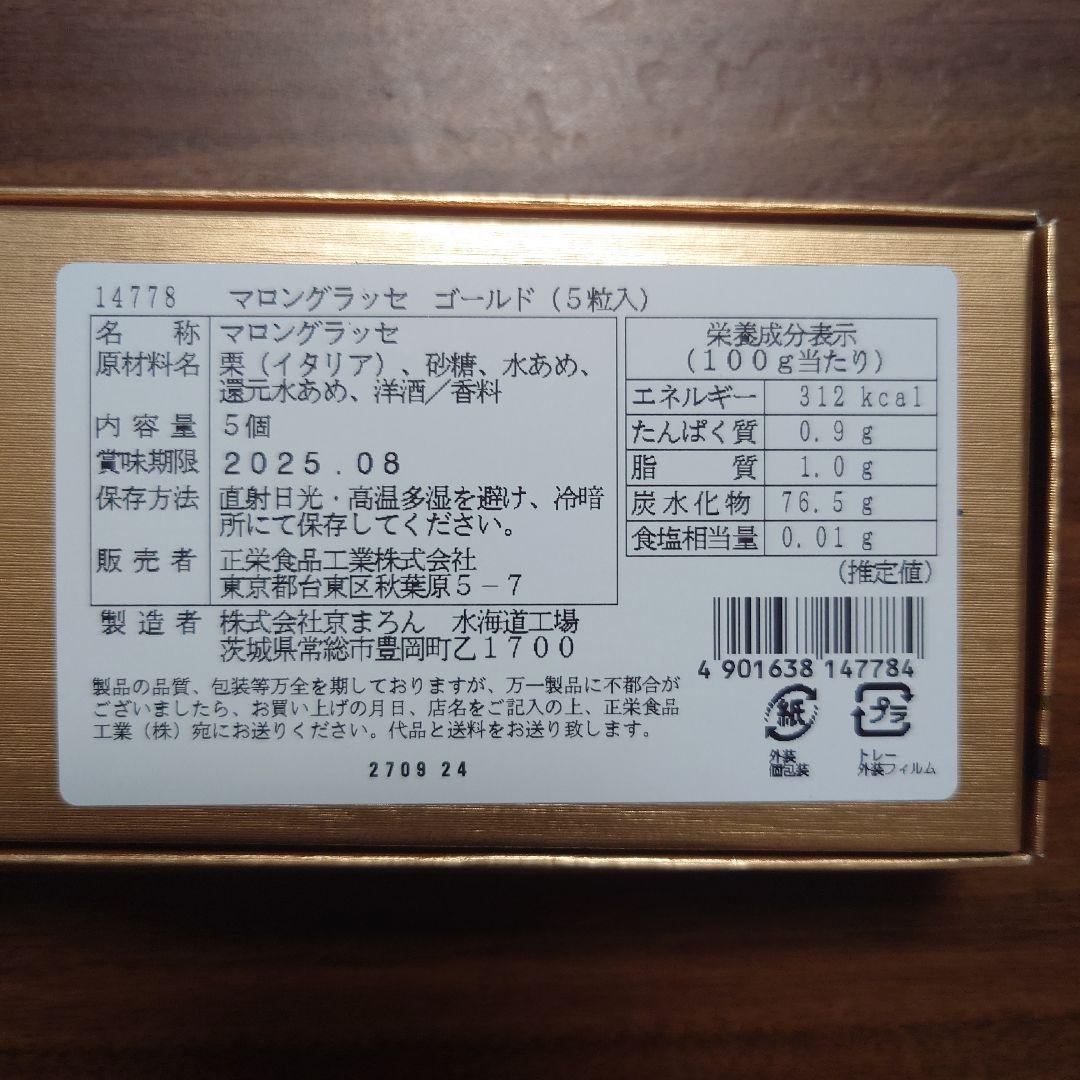 14778 マロングラッセ ゴールド（5粒入）
名称 マロングラッセ
原材料名 栗（イタリア）、砂糖、水あめ、
還元水あめ、洋酒／香料
内容量 5個
賞味期限 2025.08
保存方法 直射日光・高温多湿を避け、冷暗
所にて保存してください。
販売者 正栄食品工業株式会社
東京都台東区秋葉原5－7
製造者 株式会社京まろん 水海道工場
茨城県常総市豊岡町乙1700
製品の品質、包装等万全を期しておりますが、万一製品に不都合が
ございましたら、お買い上げの月日、店名をご記入の上、正栄食品
工業（株）宛にお送りください。代品と送料をお送り致します。
2709 24
栄養成分表示
（100g当たり）
エネルギー 312 kcal
たんぱく質 0.9 g
脂質 1.0 g
炭水化物 76.5 g
食塩相当量 0.01 g
（推定値）
4 901638 147784
紙 プラ
外装 トレー
個包装 外装フィルム